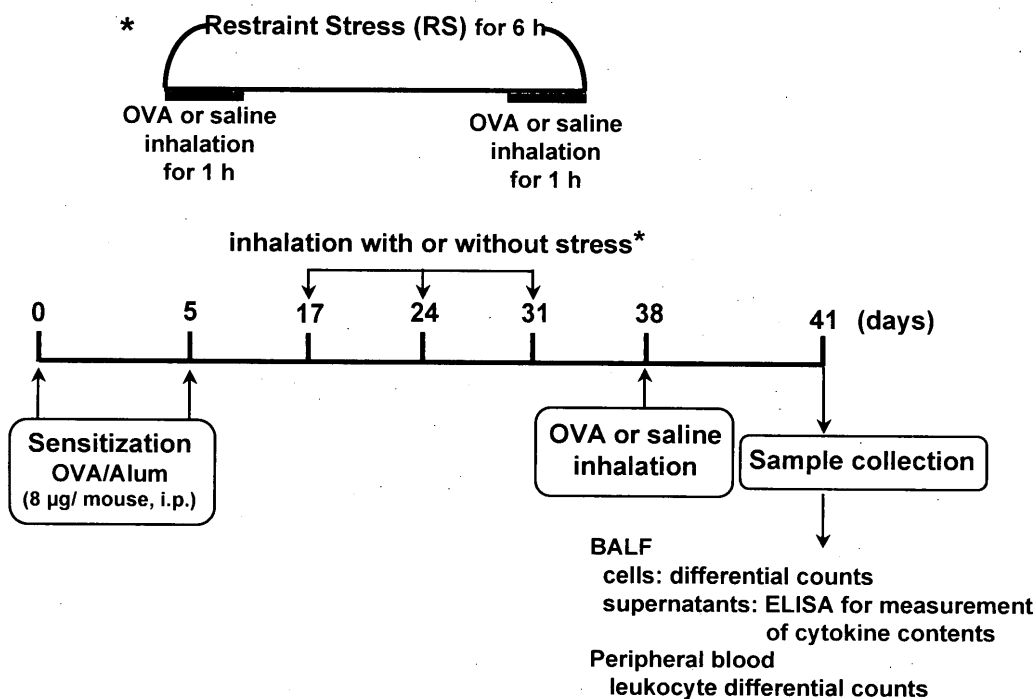 * Restraint Stress (RS) for 6 h
OVA or saline
inhalation
for 1 h
OVA or saline
inhalation
for 1 h
inhalation with or without stress*
0 5 17 24 31 38 41 (days)
Sensitization
OVA/Alum
(8 µg/ mouse, i.p.)
OVA or saline
inhalation
Sample collection
BALF
cells: differential counts
supernatants: ELISA for measurement
of cytokine contents
Peripheral blood
leukocyte differential counts